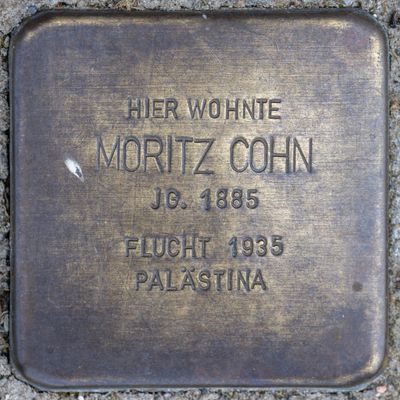 HIER WOHNTE
MORITZ COHN
JG. 1885
FLUCHT 1935
PALÄSTINA